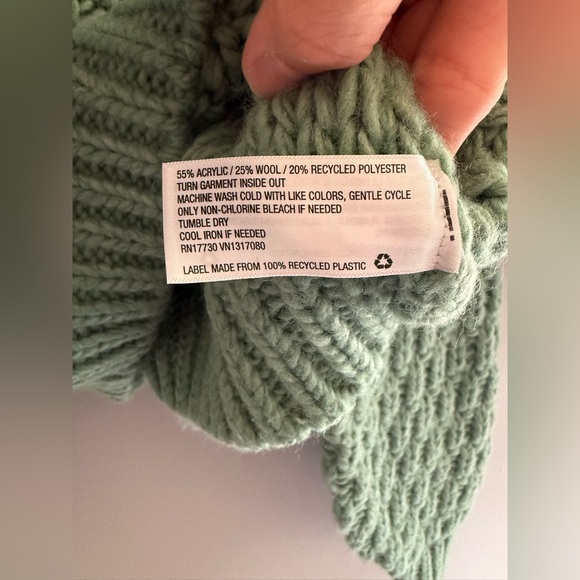 55% ACRYLIC / 25% WOOL / 20% RECYCLED POLYESTER
TURN GARMENT INSIDE OUT
MACHINE WASH COLD WITH LIKE COLORS, GENTLE CYCLE
ONLY NON-CHLORINE BLEACH IF NEEDED
TUMBLE DRY
COOL IRON IF NEEDED
RN17730 VN1317080
LABEL MADE FROM 100% RECYCLED PLASTIC